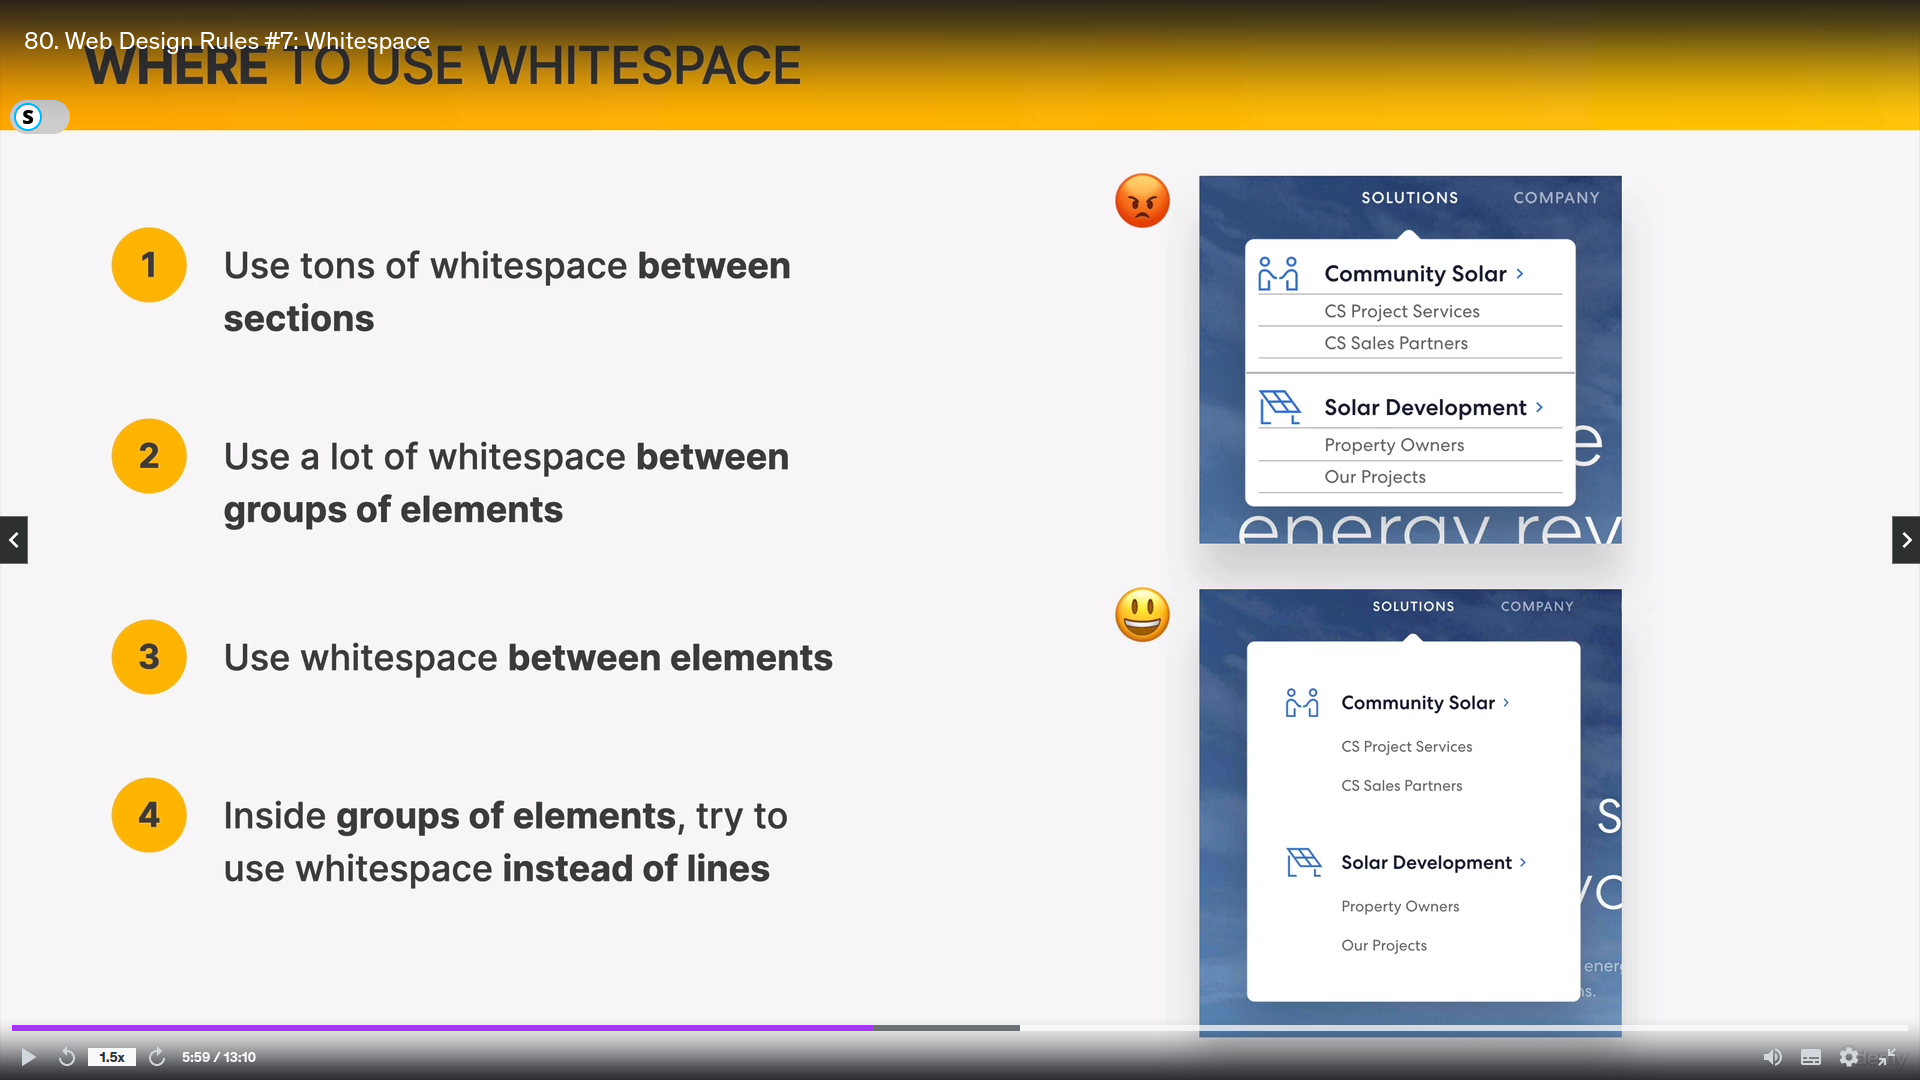 80. Web Design Rules #7: Whitespace
WHERE TO USE WHITESPACE
S
1
Use tons of whitespace between
sections
2
Use a lot of whitespace between
groups of elements
3
Use whitespace between elements
4
Inside groups of elements, try to
use whitespace instead of lines
SOLUTIONS COMPANY
Community Solar
CS Project Services
CS Sales Partners
Solar Development
Property Owners
Our Projects
e
energy rev
SOLUTIONS COMPANY
Community Solar
CS Project Services
CS Sales Partners
s
Solar Development
Property Owners
Our Projects
energ
ns.
1.5x
5:59 / 13:10